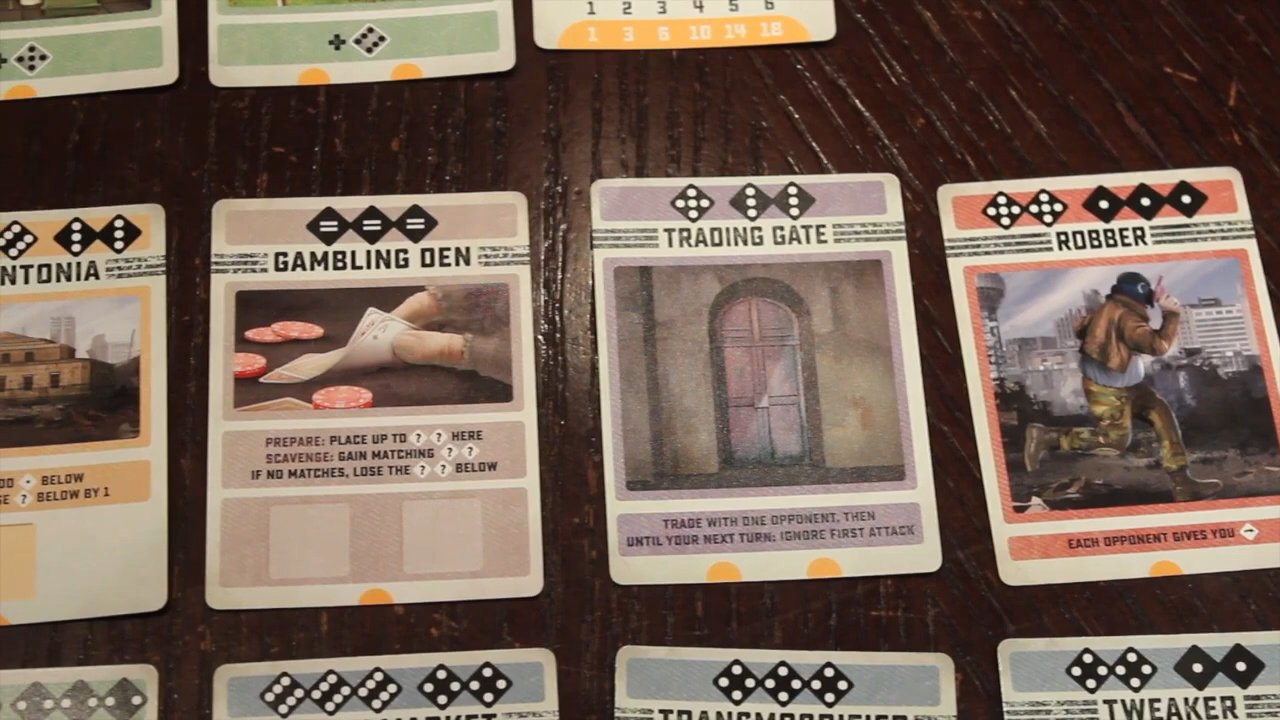 1 2 3 4 5 6
1 3 6 10 14 18
NTONIA
BELOW
BELOW BY 1
GAMBLING DEN
PREPARE: PLACE UP TO ? ? HERE
SCAVENGE: GAIN MATCHING ? ?
IF NO MATCHES, LOSE THE ? ? BELOW
TRADING GATE
TRADE WITH ONE OPPONENT, THEN
UNTIL YOUR NEXT TURN: IGNORE FIRST ATTACK
ROBBER
EACH OPPONENT GIVES YOU
TWEAKER